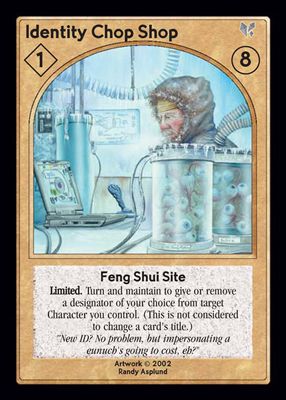 Identity Chop Shop
1
8
Feng Shui Site
Limited. Turn and maintain to give or remove
a designator of your choice from target
Character you control. (This is not considered
to change a card's title.)
"New ID? No problem, but impersonating a
eunuch's going to cost, eh?"
Artwork © 2002
Randy Asplund